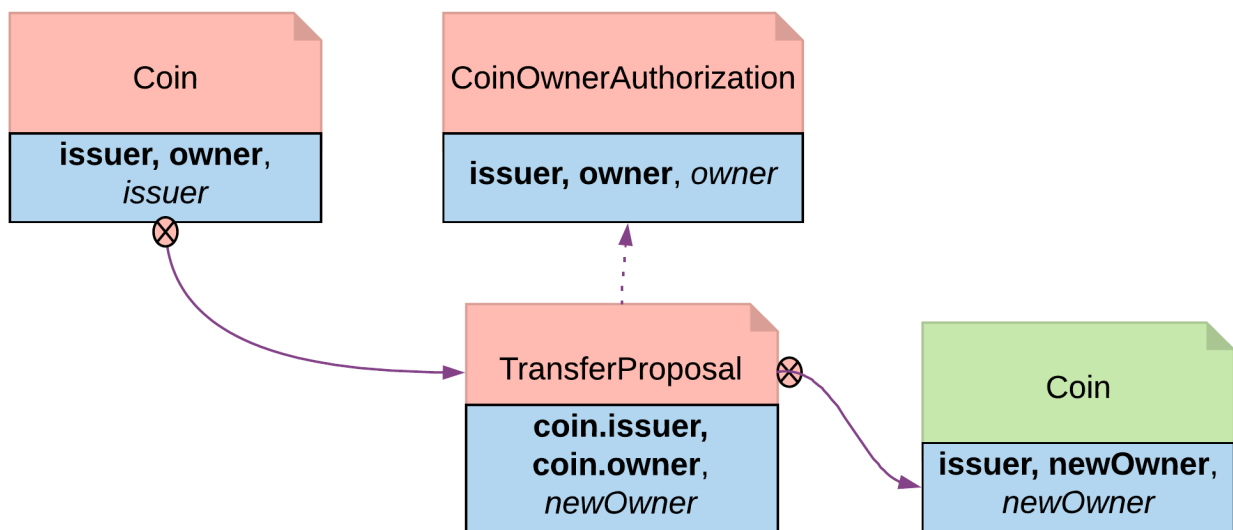 Coin
issuer, owner,
issuer
CoinOwnerAuthorization
issuer, owner, owner
TransferProposal
coin.issuer,
coin.owner,
newOwner
Coin
issuer, newOwner,
newOwner